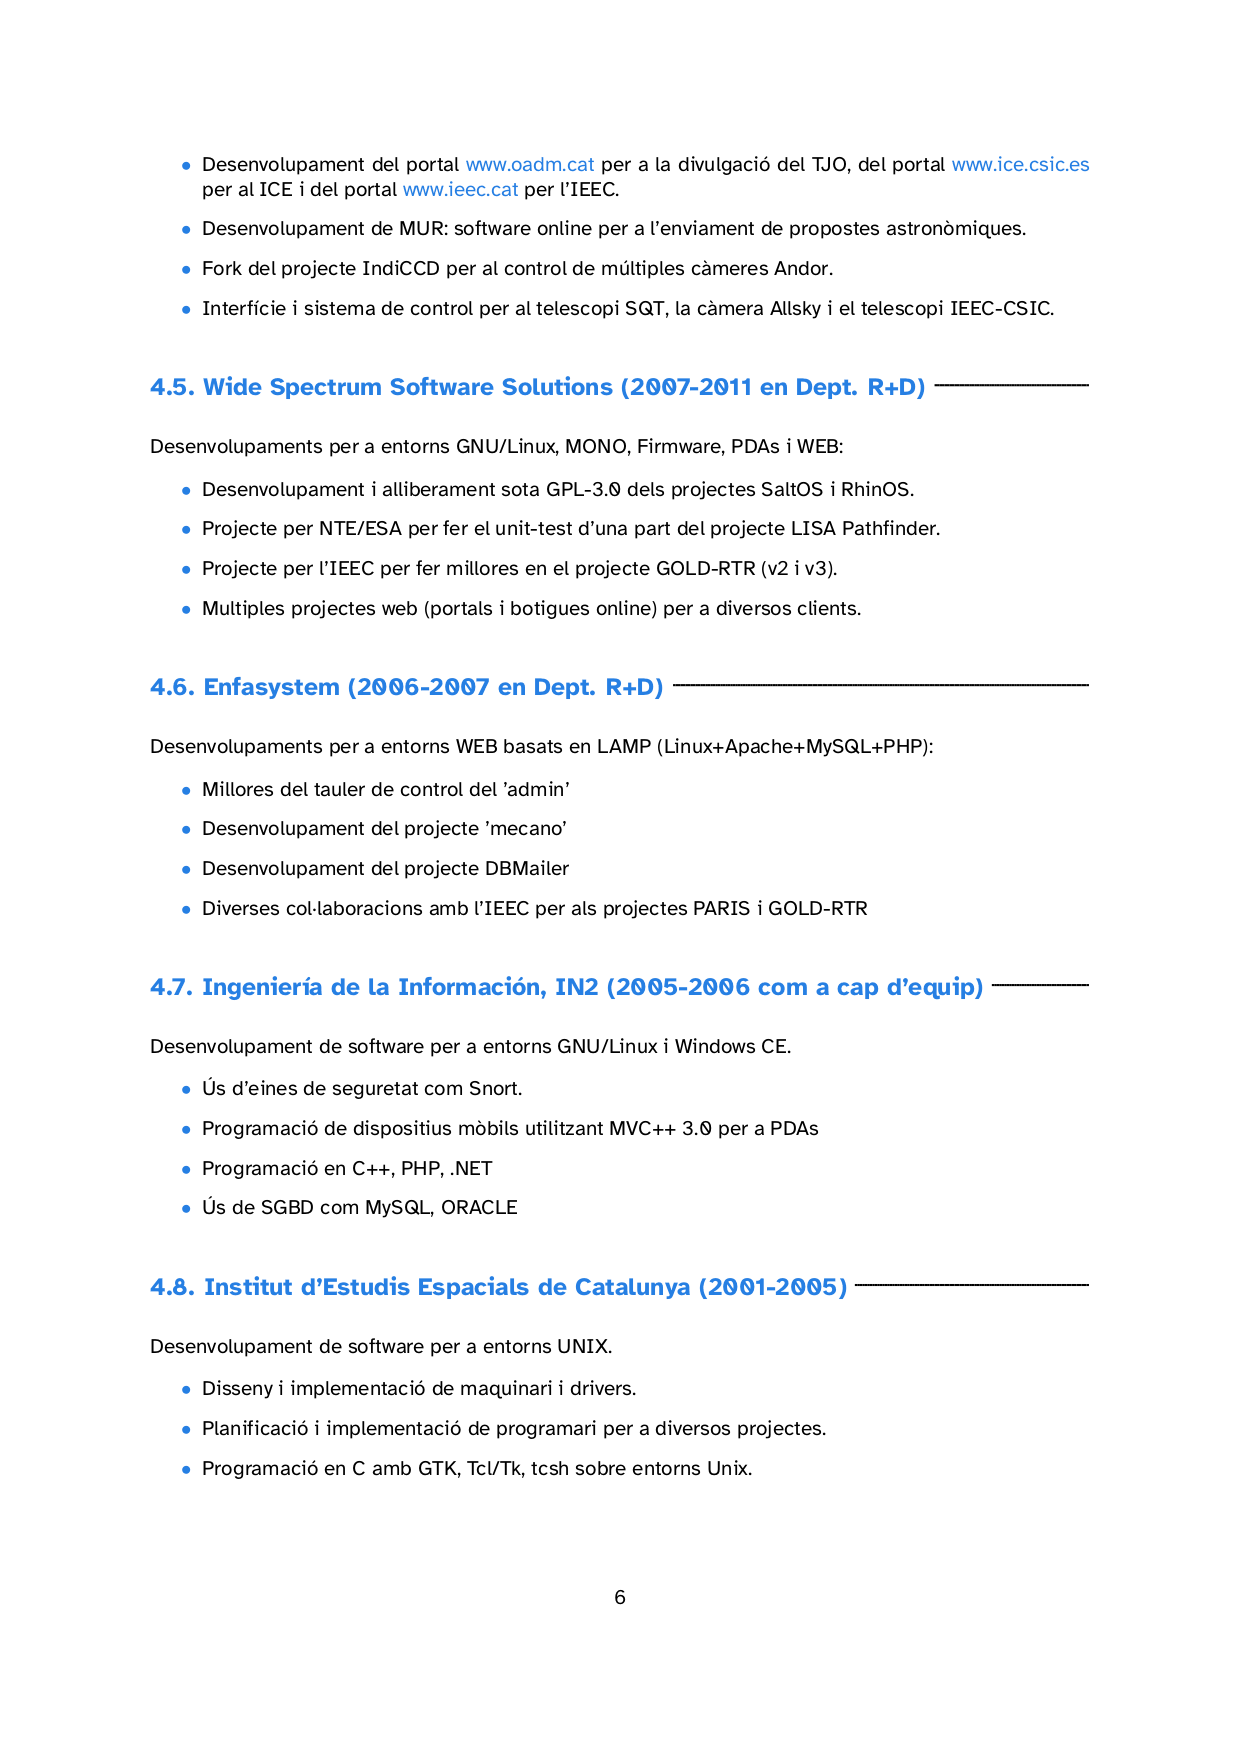 • Desenvolupament del portal www.oadm.cat per a la divulgació del TJO, del portal www.ice.csic.es
per al ICE i del portal www.ieec.cat per l’IEEC.
• Desenvolupament de MUR: software online per a l’enviament de propostes astronòmiques.
• Fork del projecte IndiCCD per al control de múltiples càmeres Andor.
• Interfície i sistema de control per al telescopi SQT, la càmera Allsky i el telescopi IEEC-CSIC.
4.5. Wide Spectrum Software Solutions (2007-2011 en Dept. R+D)
Desenvolupaments per a entorns GNU/Linux, MONO, Firmware, PDAs i WEB:
• Desenvolupament i alliberament sota GPL-3.0 dels projectes SaltOS i RhinOS.
• Projecte per NTE/ESA per fer el unit-test d’una part del projecte LISA Pathfinder.
• Projecte per l’IEEC per fer millores en el projecte GOLD-RTR (v2 i v3).
• Multiples projectes web (portals i botigues online) per a diversos clients.
4.6. Enfasystem (2006-2007 en Dept. R+D)
Desenvolupaments per a entorns WEB basats en LAMP (Linux+Apache+MySQL+PHP):
• Millores del tauler de control del ’admin’
• Desenvolupament del projecte ’mecano’
• Desenvolupament del projecte DBMailer
• Diverses col·laboracions amb l’IEEC per als projectes PARIS i GOLD-RTR
4.7. Ingeniería de la Información, IN2 (2005-2006 com a cap d’equip)
Desenvolupament de software per a entorns GNU/Linux i Windows CE.
• Ús d’eines de seguretat com Snort.
• Programació de dispositius mòbils utilitzant MVC++ 3.0 per a PDAs
• Programació en C++, PHP, .NET
• Ús de SGBD com MySQL, ORACLE
4.8. Institut d’Estudis Espacials de Catalunya (2001-2005)
Desenvolupament de software per a entorns UNIX.
• Disseny i implementació de maquinari i drivers.
• Planificació i implementació de programari per a diversos projectes.
• Programació en C amb GTK, Tcl/Tk, tcsh sobre entorns Unix.
6